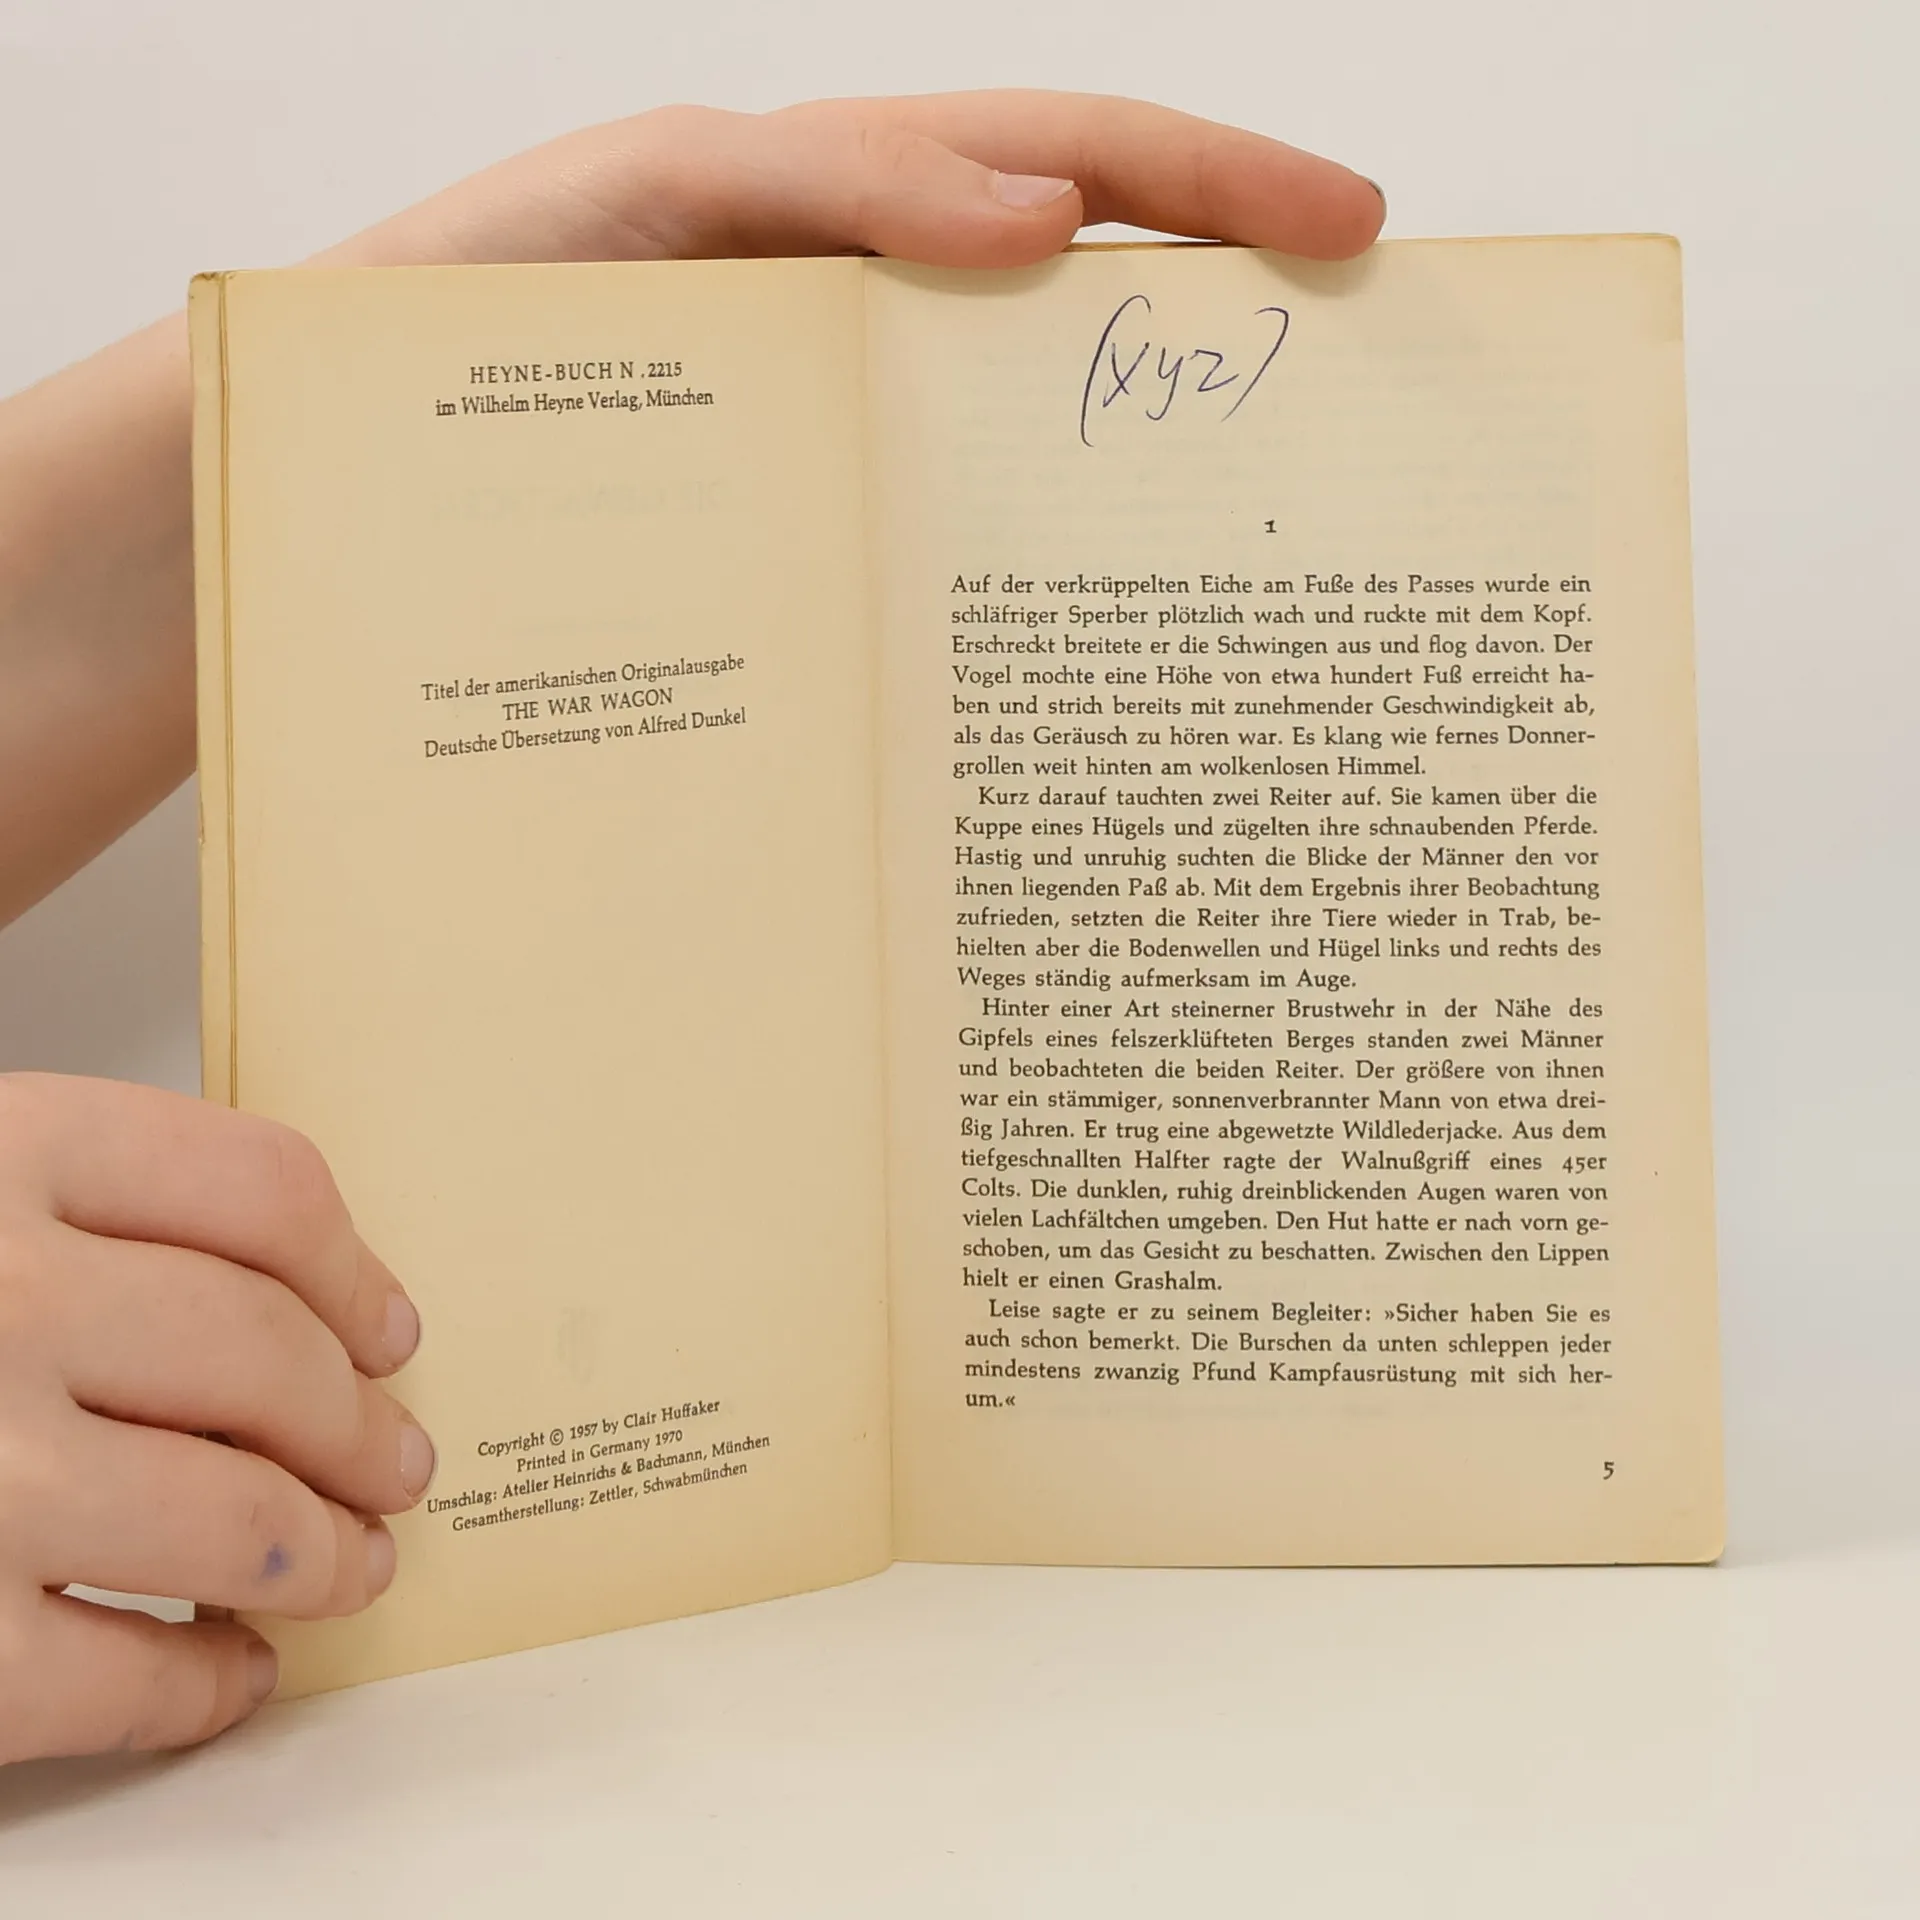 HEYNE-BUCH N .2215
im Wilhelm Heyne Verlag, München
Titel der amerikanischen Originalausgabe
THE WAR WAGON
Deutsche Übersetzung von Alfred Dunkel
Copyright © 1957 by Clair Huffaker
Printed in Germany 1970
Umschlag: Atelier Heinrichs & Bachmann, München
Gesamtherstellung: Zettler, Schwabmünchen
(xyz)
1
Auf der verkrüppelten Eiche am Fuße des Passes wurde ein
schläfriger Sperber plötzlich wach und ruckte mit dem Kopf.
Erschreckt breitete er die Schwingen aus und flog davon. Der
Vogel mochte eine Höhe von etwa hundert Fuß erreicht ha-
ben und strich bereits mit zunehmender Geschwindigkeit ab,
als das Geräusch zu hören war. Es klang wie fernes Donner-
grollen weit hinten am wolkenlosen Himmel.
Kurz darauf tauchten zwei Reiter auf. Sie kamen über die
Kuppe eines Hügels und zügelten ihre schnaubenden Pferde.
Hastig und unruhig suchten die Blicke der Männer den vor
ihnen liegenden Paß ab. Mit dem Ergebnis ihrer Beobachtung
zufrieden, setzten die Reiter ihre Tiere wieder in Trab, be-
hielten aber die Bodenwellen und Hügel links und rechts des
Weges ständig aufmerksam im Auge.
Hinter einer Art steinerner Brustwehr in der Nähe des
Gipfels eines felszerklüfteten Berges standen zwei Männer
und beobachteten die beiden Reiter. Der größere von ihnen
war ein stämmiger, sonnenverbrannter Mann von etwa drei-
ßig Jahren. Er trug eine abgewetzte Wildlederjacke. Aus dem
tiefgeschnallten Halfter ragte der Walnußgriff eines 45er
Colts. Die dunklen, ruhig dreinblickenden Augen waren von
vielen Lachfältchen umgeben. Den Hut hatte er nach vorn ge-
schoben, um das Gesicht zu beschatten. Zwischen den Lippen
hielt er einen Grashalm.
Leise sagte er zu seinem Begleiter: »Sicher haben Sie es
auch schon bemerkt. Die Burschen da unten schleppen jeder
mindestens zwanzig Pfund Kampfausrüstung mit sich her-
um.«
5